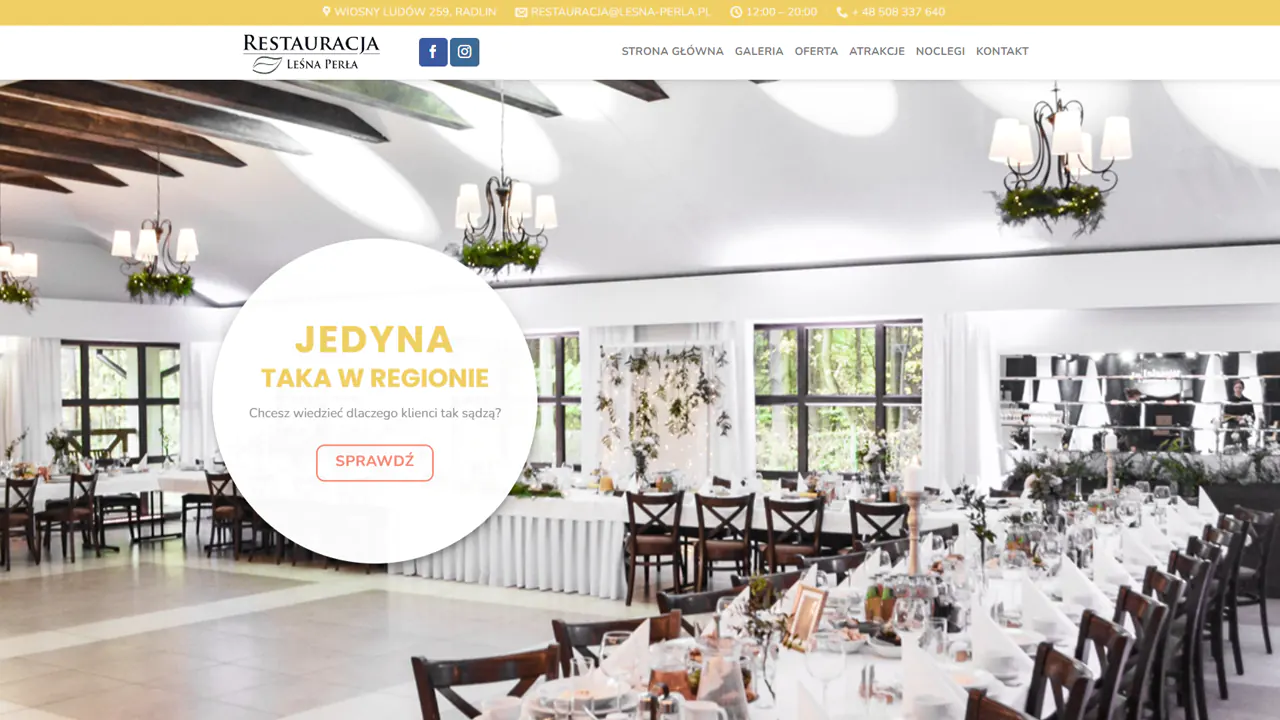 WIOSNY LUDÓW 259, RADLIN RESTAURACJA@LESNA-PERLA.PL 12:00 – 20:00 + 48 508 337 640
RESTAURACJA
LEŚNA PERŁA
STRONA GŁÓWNA GALERIA OFERTA ATRAKCJE NOCLEGI KONTAKT
JEDYNA
TAKA W REGIONIE
Chcesz wiedzieć dlaczego klienci tak sądzą?
SPRAWDŹ